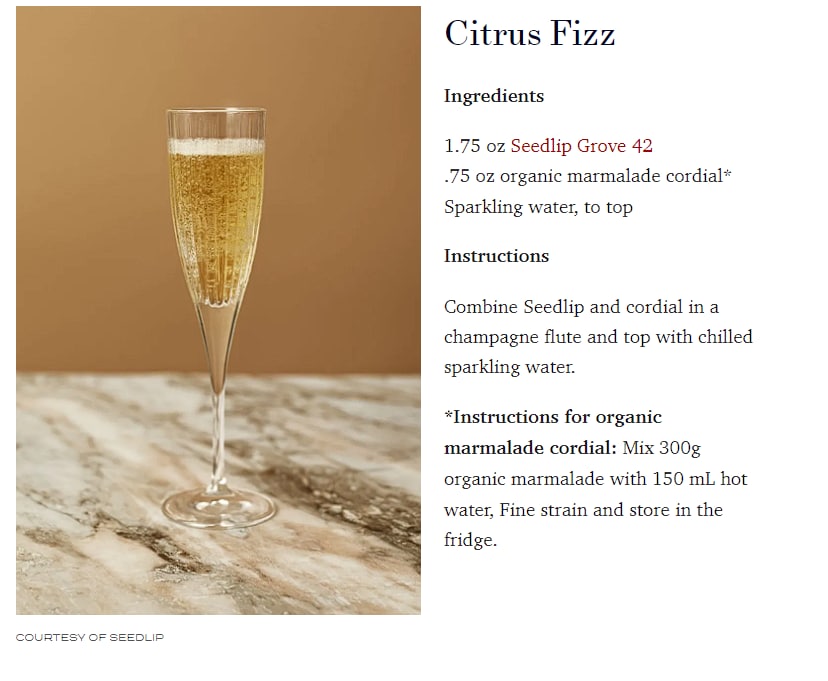 Citrus Fizz
Ingredients
1.75 oz Seedlip Grove 42
.75 oz organic marmalade cordial*
Sparkling water, to top
Instructions
Combine Seedlip and cordial in a
champagne flute and top with chilled
sparkling water.
*Instructions for organic
marmalade cordial: Mix 300g
organic marmalade with 150 mL hot
water, Fine strain and store in the
fridge.
COURTESY OF SEEDLIP